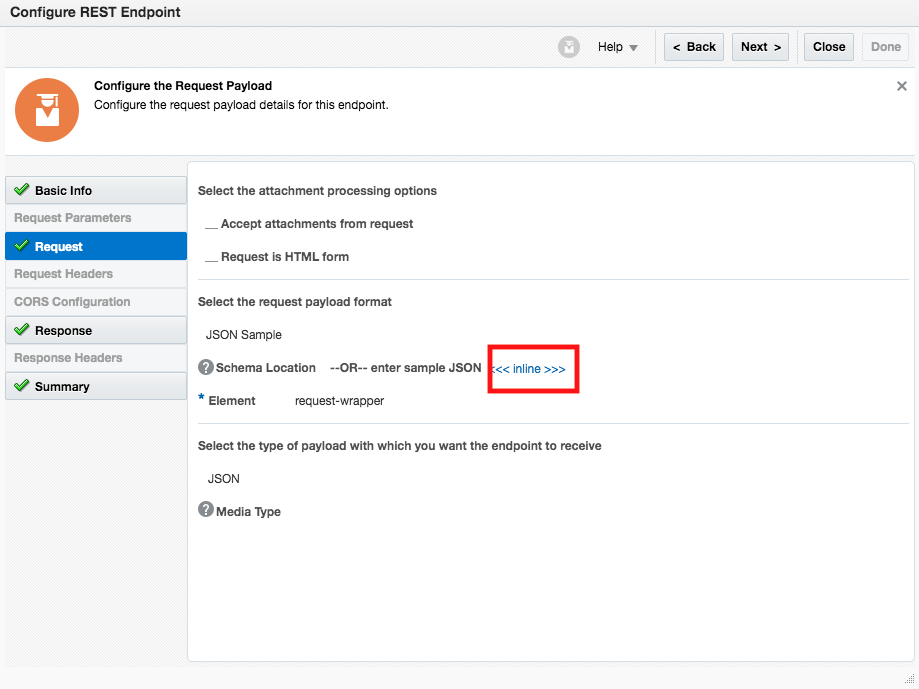 Configure REST Endpoint
Help
< Back
Next >
Close
Done
Configure the Request Payload
Configure the request payload details for this endpoint.
Basic Info
Request Parameters
Request
Request Headers
CORS Configuration
Response
Response Headers
Summary
Select the attachment processing options
__ Accept attachments from request
__ Request is HTML form
Select the request payload format
JSON Sample
? Schema Location --OR-- enter sample JSON <<< inline >>>
* Element request-wrapper
Select the type of payload with which you want the endpoint to receive
JSON
? Media Type